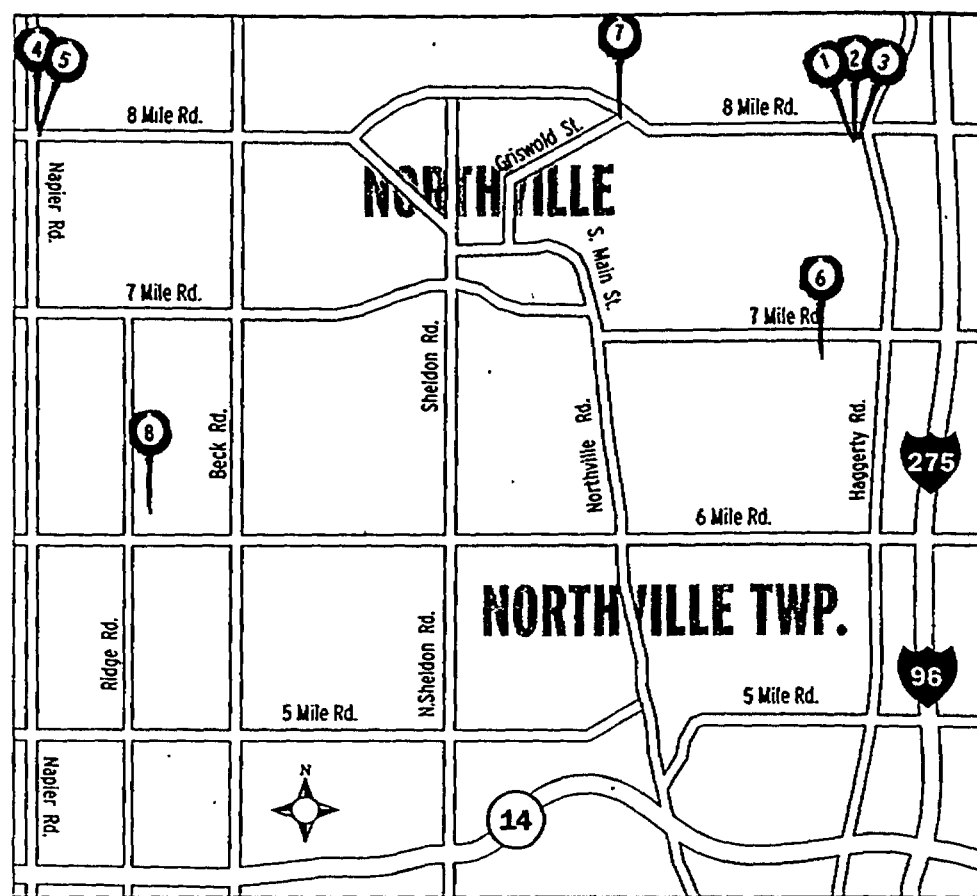 4
5
7
1
2
3
8 Mile Rd.
8 Mile Rd.
Griswold St.
NORTHVILLE
Napier Rd.
S. Main St.
6
7 Mile Rd.
7 Mile Rd.
Sheldon Rd.
8
Beck Rd.
Northville Rd.
Haggerty Rd.
275
6 Mile Rd.
NORTHVILLE TWP.
Ridge Rd.
N.Sheldon Rd.
96
5 Mile Rd.
5 Mile Rd.
Napier Rd.
N
14